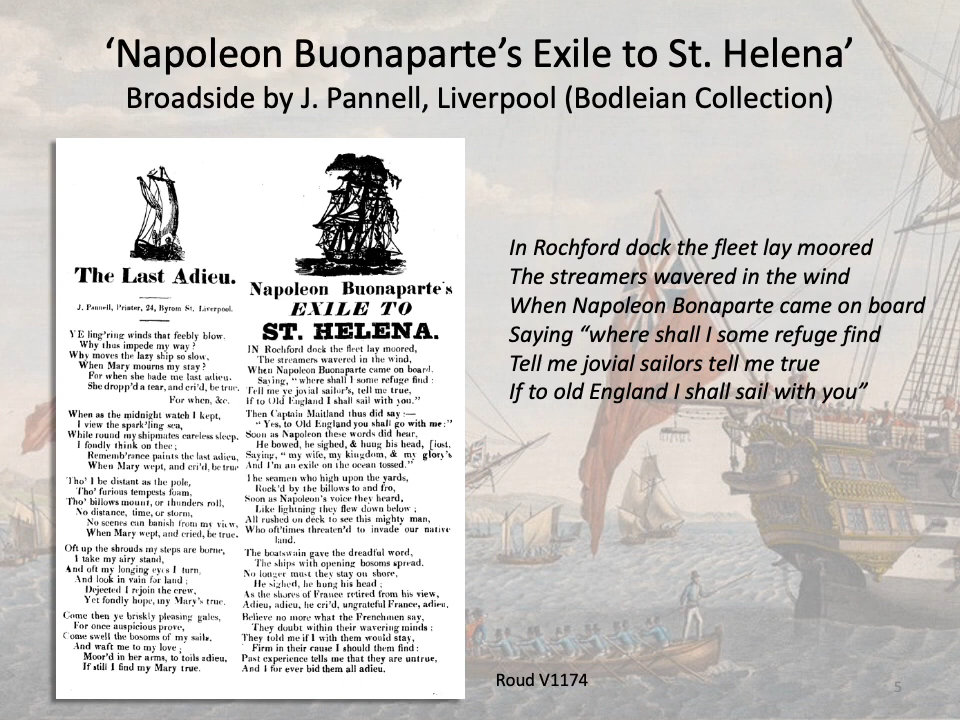 ‘Napoleon Buonaparte’s Exile to St. Helena’
Broadside by J. Pannell, Liverpool (Bodleian Collection)
The Last Adieu.
J. Pannell, Printer, 24, Byrom St. Liverpool.
YE ling'ring winds that feebly blow.
Why thus impede my way?
Why moves the lazy ship so slow,
When Mary mourns my stay?
For when she bade me last adieu.
She dropp'd a tear, and cri'd, be true.
For when, &c.
When as the midnight watch I kept,
I view the spark'ling sea,
While round my shipmates careless sleep,
I fondly think on thee;
Rememb'rance paints the last adieu,
When Mary wept, and cri'd, be true
Tho' I be distant as the pole,
Tho' furious tempests foam,
Tho' billows mount, or thunders roll,
No distance, time, or storm,
No scenes can banish from my view,
When Mary wept, and cried, be true.
Oft up the shrouds my steps are borne,
I take my airy stand,
And oft my longing eyes I turn,
And look in vain for land;
Dejected I rejoin the crew,
Yet fondly hope, my Mary's true.
Come then ye briskly pleasing gales,
For once auspicious prove,
Come swell the bosoms of my sails,
And waft me to my love;
Moor'd in her arms, to toils adieu,
If still I find my Mary true.
Napoleon Buonaparte's
EXILE TO
ST. HELENA.
IN Rochford dock the fleet lay moored,
The streamers wavered in the wind,
When Napoleon Buonaparte came on board,
Saying, "where shall I some refuge find:
Tell me ye jovial sailor's, tell me true,
If to Old England I shall sail with you."
Then Captain Maitland thus did say:—
"Yes, to Old England you shall go with me:"
Soon as Napoleon these words did hear,
He bowed, he sighed, & hung his head, [lost.
Saying, "my wife, my kingdom, & my glory's
And I'm an exile on the ocean tossed."
The seamen who high upon the yards,
Rock'd by the billows to and fro,
Soon as Napoleon's voice they heard,
Like lightning they flew down below;
All rushed on deck to see this mighty man,
Who oft'times threaten'd to invade our native
land.
The boatswain gave the dreadful word,
The ships with opening bosoms spread.
No longer must they stay on shore,
He sighed, he hung his head;
As the shores of France retired from his view,
Adieu, adieu, he cri'd, ungrateful France, adieu.
Believe no more what the Frenchmen say,
They doubt within their wavering minds:
They told me if I with them would stay,
Firm in their cause I should them find:
Past experience tells me that they are untrue,
And I for ever bid them all adieu.
In Rochford dock the fleet lay moored
The streamers wavered in the wind
When Napoleon Bonaparte came on board
Saying “where shall I some refuge find
Tell me jovial sailors tell me true
If to old England I shall sail with you”
Roud V1174
5